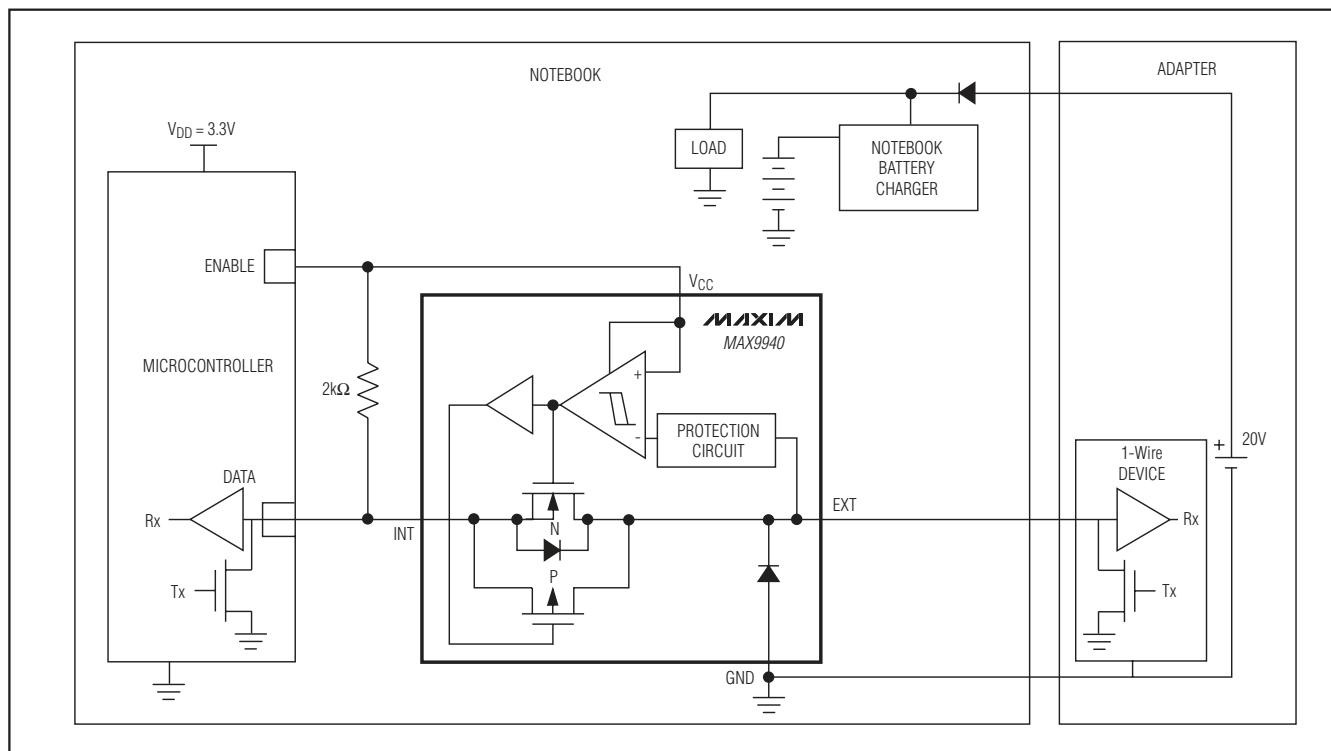 NOTEBOOK
ADAPTER
V_DD = 3.3V
LOAD
NOTEBOOK
BATTERY
CHARGER
ENABLE
V_CC
MAXIM
MAX9940
MICROCONTROLLER
2kΩ
+
-
PROTECTION
CIRCUIT
+
20V
1-Wire
DEVICE
DATA
EXT
Rx
INT
N
Rx
P
Tx
Tx
GND